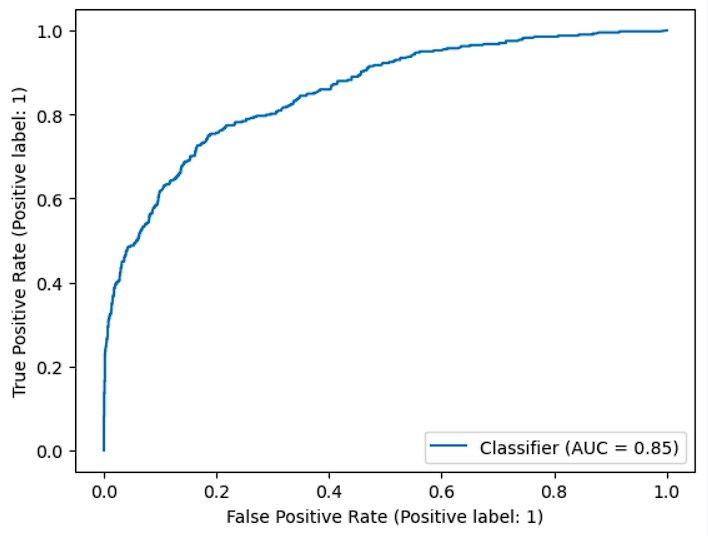 1.0
0.8
0.6
0.4
0.2
0.0
True Positive Rate (Positive label: 1)
Classifier (AUC = 0.85)
0.0 0.2 0.4 0.6 0.8 1.0
False Positive Rate (Positive label: 1)